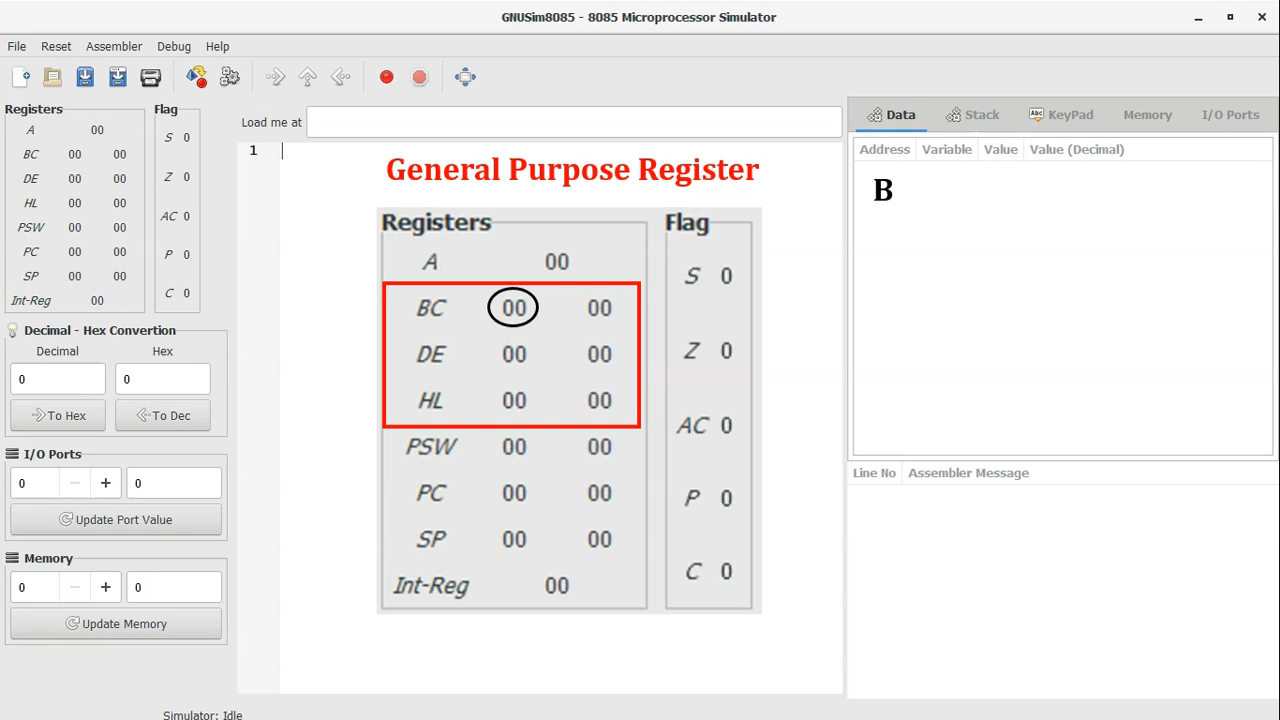 GNUSim8085 - 8085 Microprocessor Simulator
File Reset Assembler Debug Help
Registers
A 00
BC 00 00
DE 00 00
HL 00 00
PSW 00 00
PC 00 00
SP 00 00
Int-Reg 00
Flag
S 0
Z 0
AC 0
P 0
C 0
Decimal - Hex Convertion
Decimal Hex
0 0
To Hex To Dec
I/O Ports
0 0
Update Port Value
Memory
0 0
Update Memory
Load me at
1
General Purpose Register
Registers
A 00
BC 00 00
DE 00 00
HL 00 00
PSW 00 00
PC 00 00
SP 00 00
Int-Reg 00
Flag
S 0
Z 0
AC 0
P 0
C 0
Data Stack Abc KeyPad Memory I/O Ports
Address Variable Value Value (Decimal)
B
Line No Assembler Message
Simulator: Idle